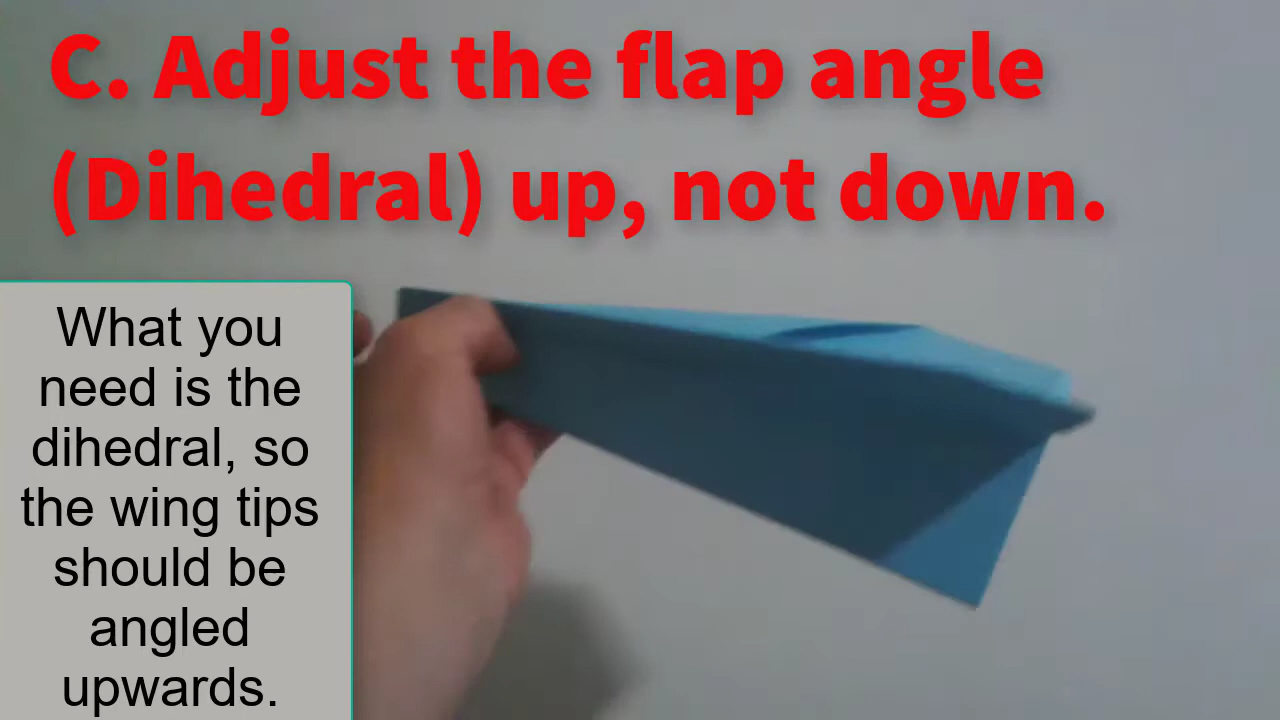 C. Adjust the flap angle
(Dihedral) up, not down.
What you
need is the
dihedral, so
the wing tips
should be
angled
upwards.